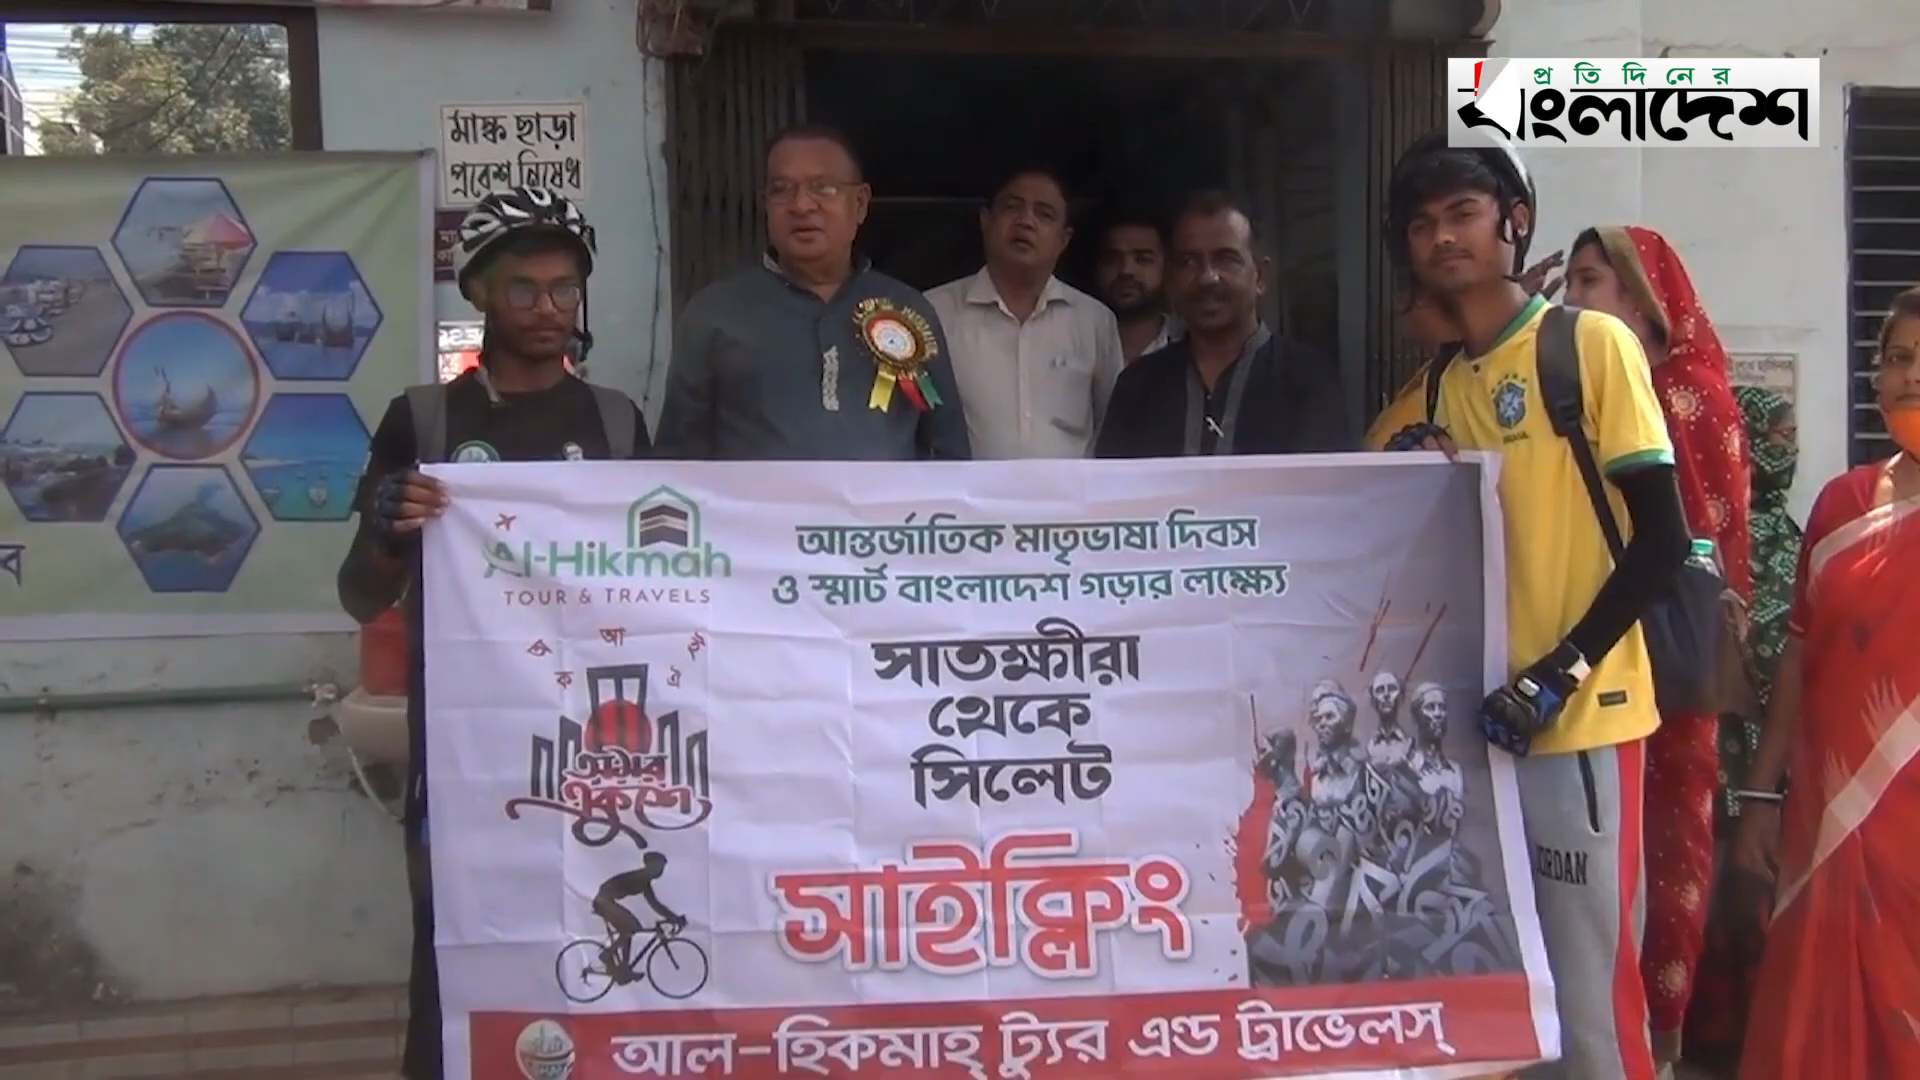 প্রতিদিনের
বাংলাদেশ
মাস্ক ছাড়া
প্রবেশ নিষেধ
Al-Hikmah
TOUR & TRAVELS
আন্তর্জাতিক মাতৃভাষা দিবস
ও স্মার্ট বাংলাদেশ গড়ার লক্ষ্যে
সাতক্ষীরা
থেকে
সিলেট
সাইক্লিং
অ আ ই
ক ঐ
অমর
একুশে
আল-হিকমাহ্ ট্যুর এন্ড ট্রাভেলস্
BRASIL
JORDAN